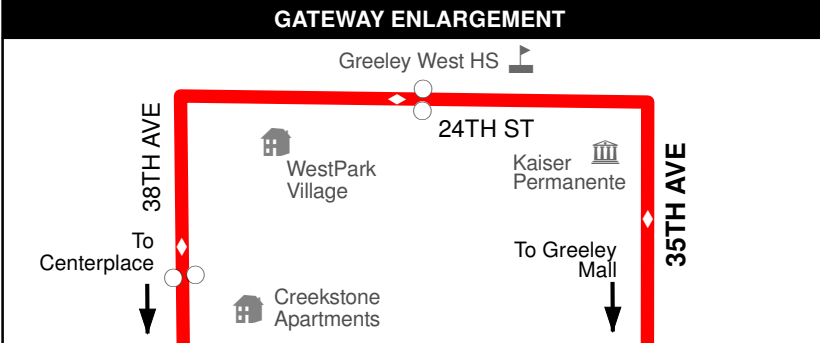 GATEWAY ENLARGEMENT
Greeley West HS
38TH AVE
24TH ST
WestPark
Village
Kaiser
Permanente
35TH AVE
To
Centerplace
To Greeley
Mall
Creekstone
Apartments